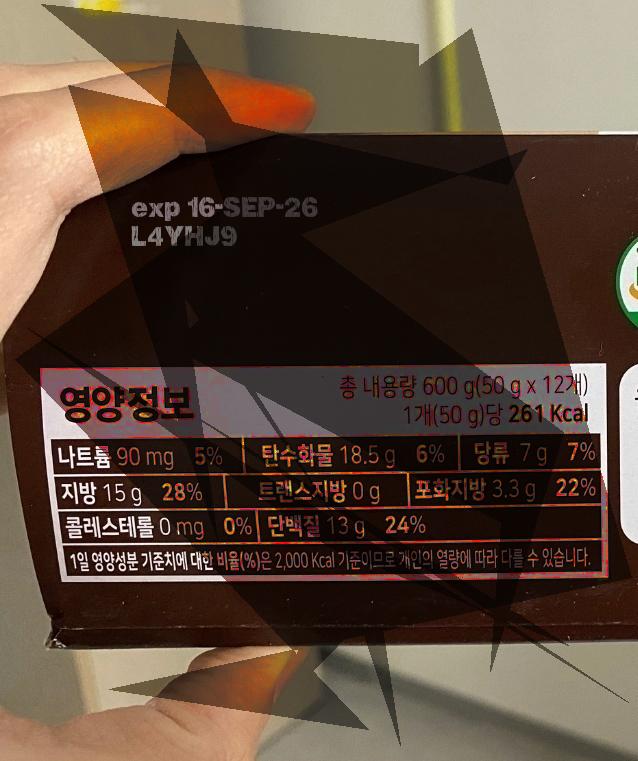 exp 16-SEP-26
L4YHJ9
영양정보
총 내용량 600 g(50 g x 12개)
1개(50 g)당 261 Kcal
나트륨 90 mg 5% 탄수화물 18.5 g 6% 당류 7 g 7%
지방 15 g 28% 트랜스지방 0 g 포화지방 3.3 g 22%
콜레스테롤 0 mg 0% 단백질 13 g 24%
1일 영양성분 기준치에 대한 비율(%)은 2,000 Kcal 기준이므로 개인의 열량에 따라 다를 수 있습니다.